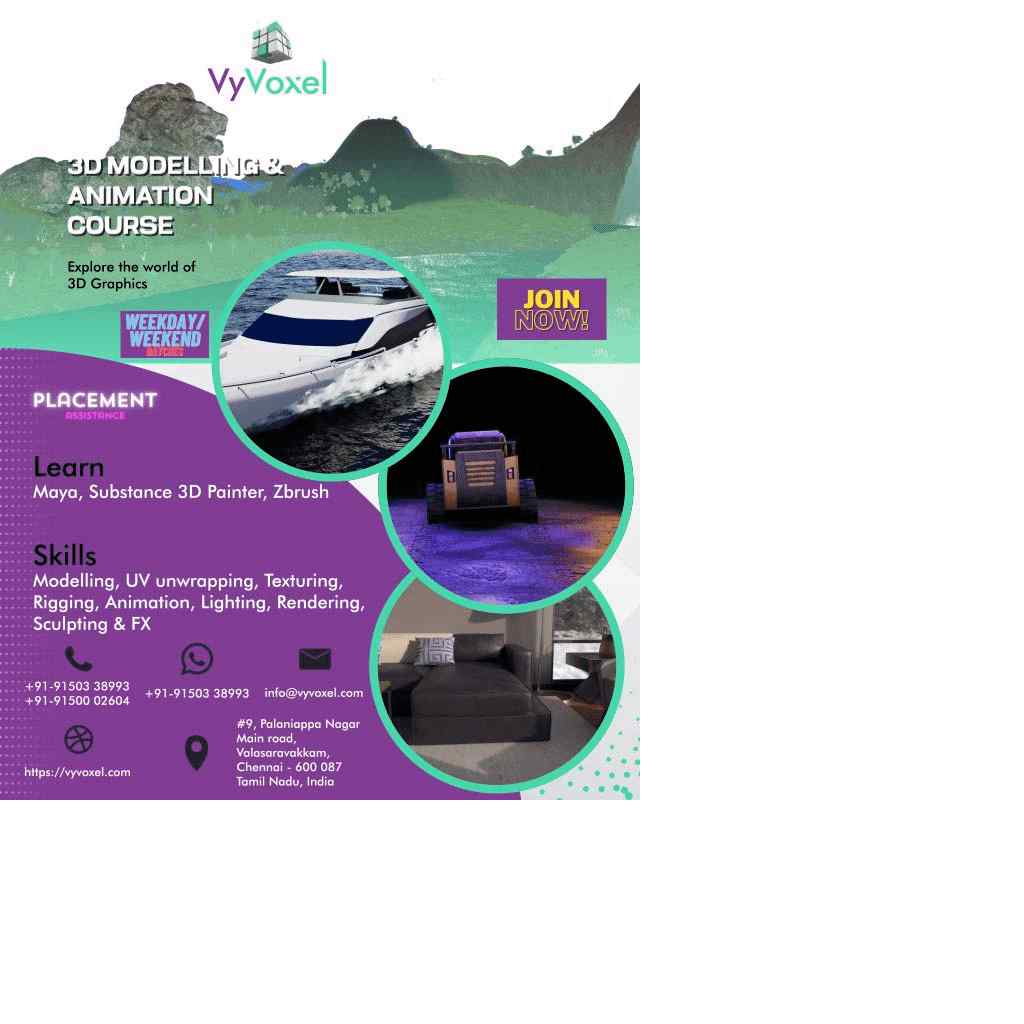 VyVoxel
3D MODELLING &
ANIMATION
COURSE
Explore the world of
3D Graphics
JOIN
NOW!
WEEKDAY/
WEEKEND
BATCHES
PLACEMENT
ASSISTANCE
Learn
Maya, Substance 3D Painter, Zbrush
Skills
Modelling, UV unwrapping, Texturing,
Rigging, Animation, Lighting, Rendering,
Sculpting & FX
+91-91503 38993
+91-91500 02604
+91-91503 38993
info@vyvoxel.com
https://vyvoxel.com
#9, Palaniappa Nagar
Main road,
Valasaravakkam,
Chennai - 600 087
Tamil Nadu, India